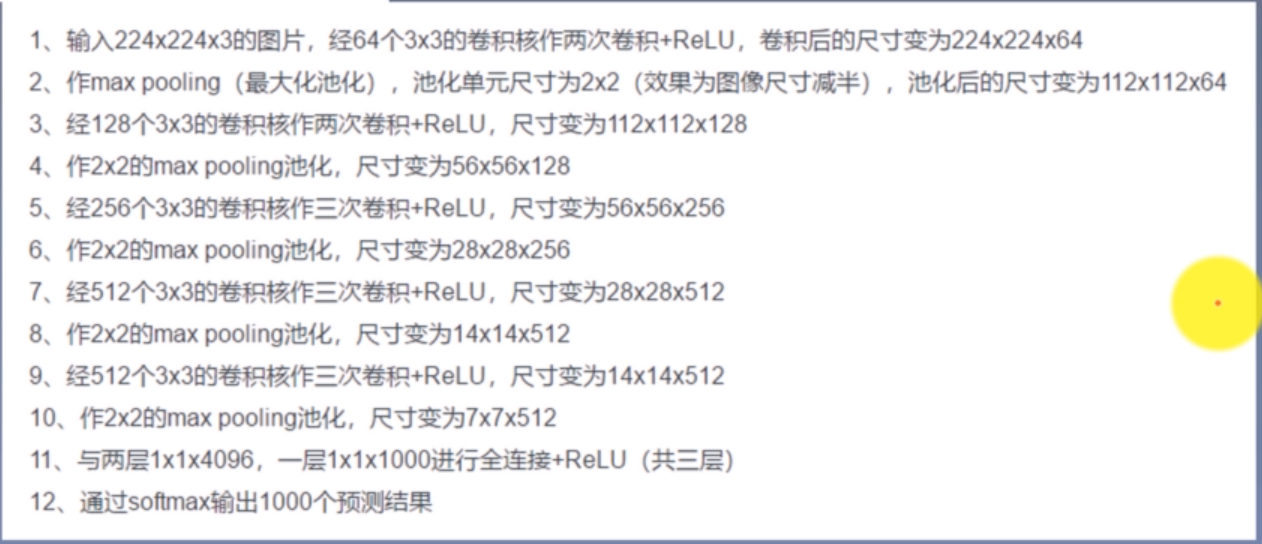 1、输入224x224x3的图片，经64个3x3的卷积核作两次卷积+ReLU，卷积后的尺寸变为224x224x64
2、作max pooling（最大化池化），池化单元尺寸为2x2（效果为图像尺寸减半），池化后的尺寸变为112x112x64
3、经128个3x3的卷积核作两次卷积+ReLU，尺寸变为112x112x128
4、作2x2的max pooling池化，尺寸变为56x56x128
5、经256个3x3的卷积核作三次卷积+ReLU，尺寸变为56x56x256
6、作2x2的max pooling池化，尺寸变为28x28x256
7、经512个3x3的卷积核作三次卷积+ReLU，尺寸变为28x28x512
8、作2x2的max pooling池化，尺寸变为14x14x512
9、经512个3x3的卷积核作三次卷积+ReLU，尺寸变为14x14x512
10、作2x2的max pooling池化，尺寸变为7x7x512
11、与两层1x1x4096，一层1x1x1000进行全连接+ReLU（共三层）
12、通过softmax输出1000个预测结果